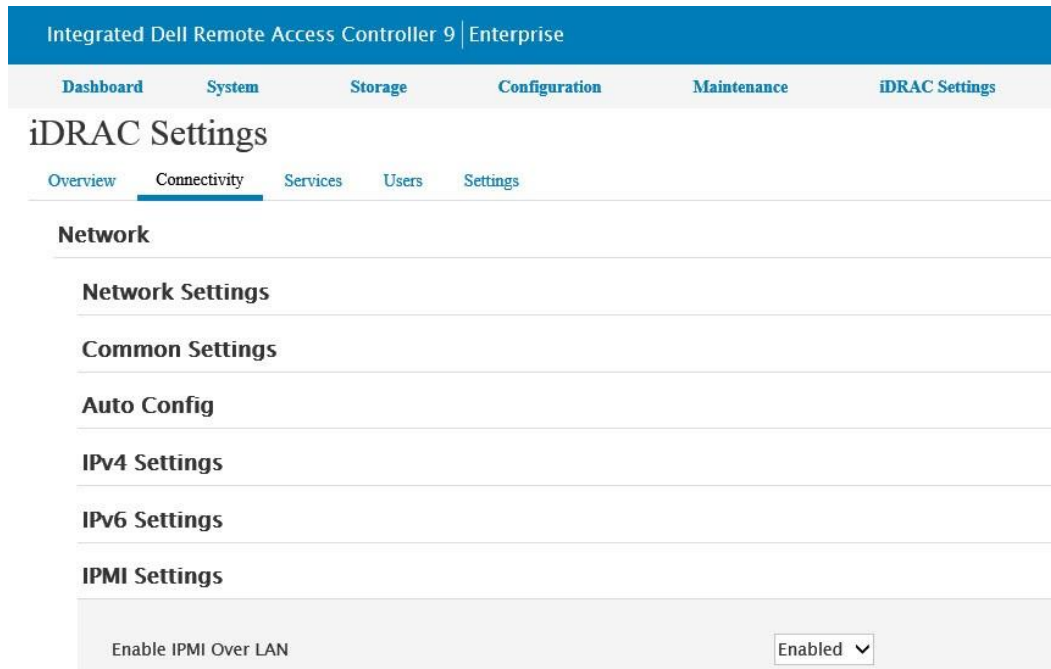 Integrated Dell Remote Access Controller 9 | Enterprise
Dashboard System Storage Configuration Maintenance iDRAC Settings
iDRAC Settings
Overview Connectivity Services Users Settings
Network
Network Settings
Common Settings
Auto Config
IPv4 Settings
IPv6 Settings
IPMI Settings
Enable IPMI Over LAN Enabled